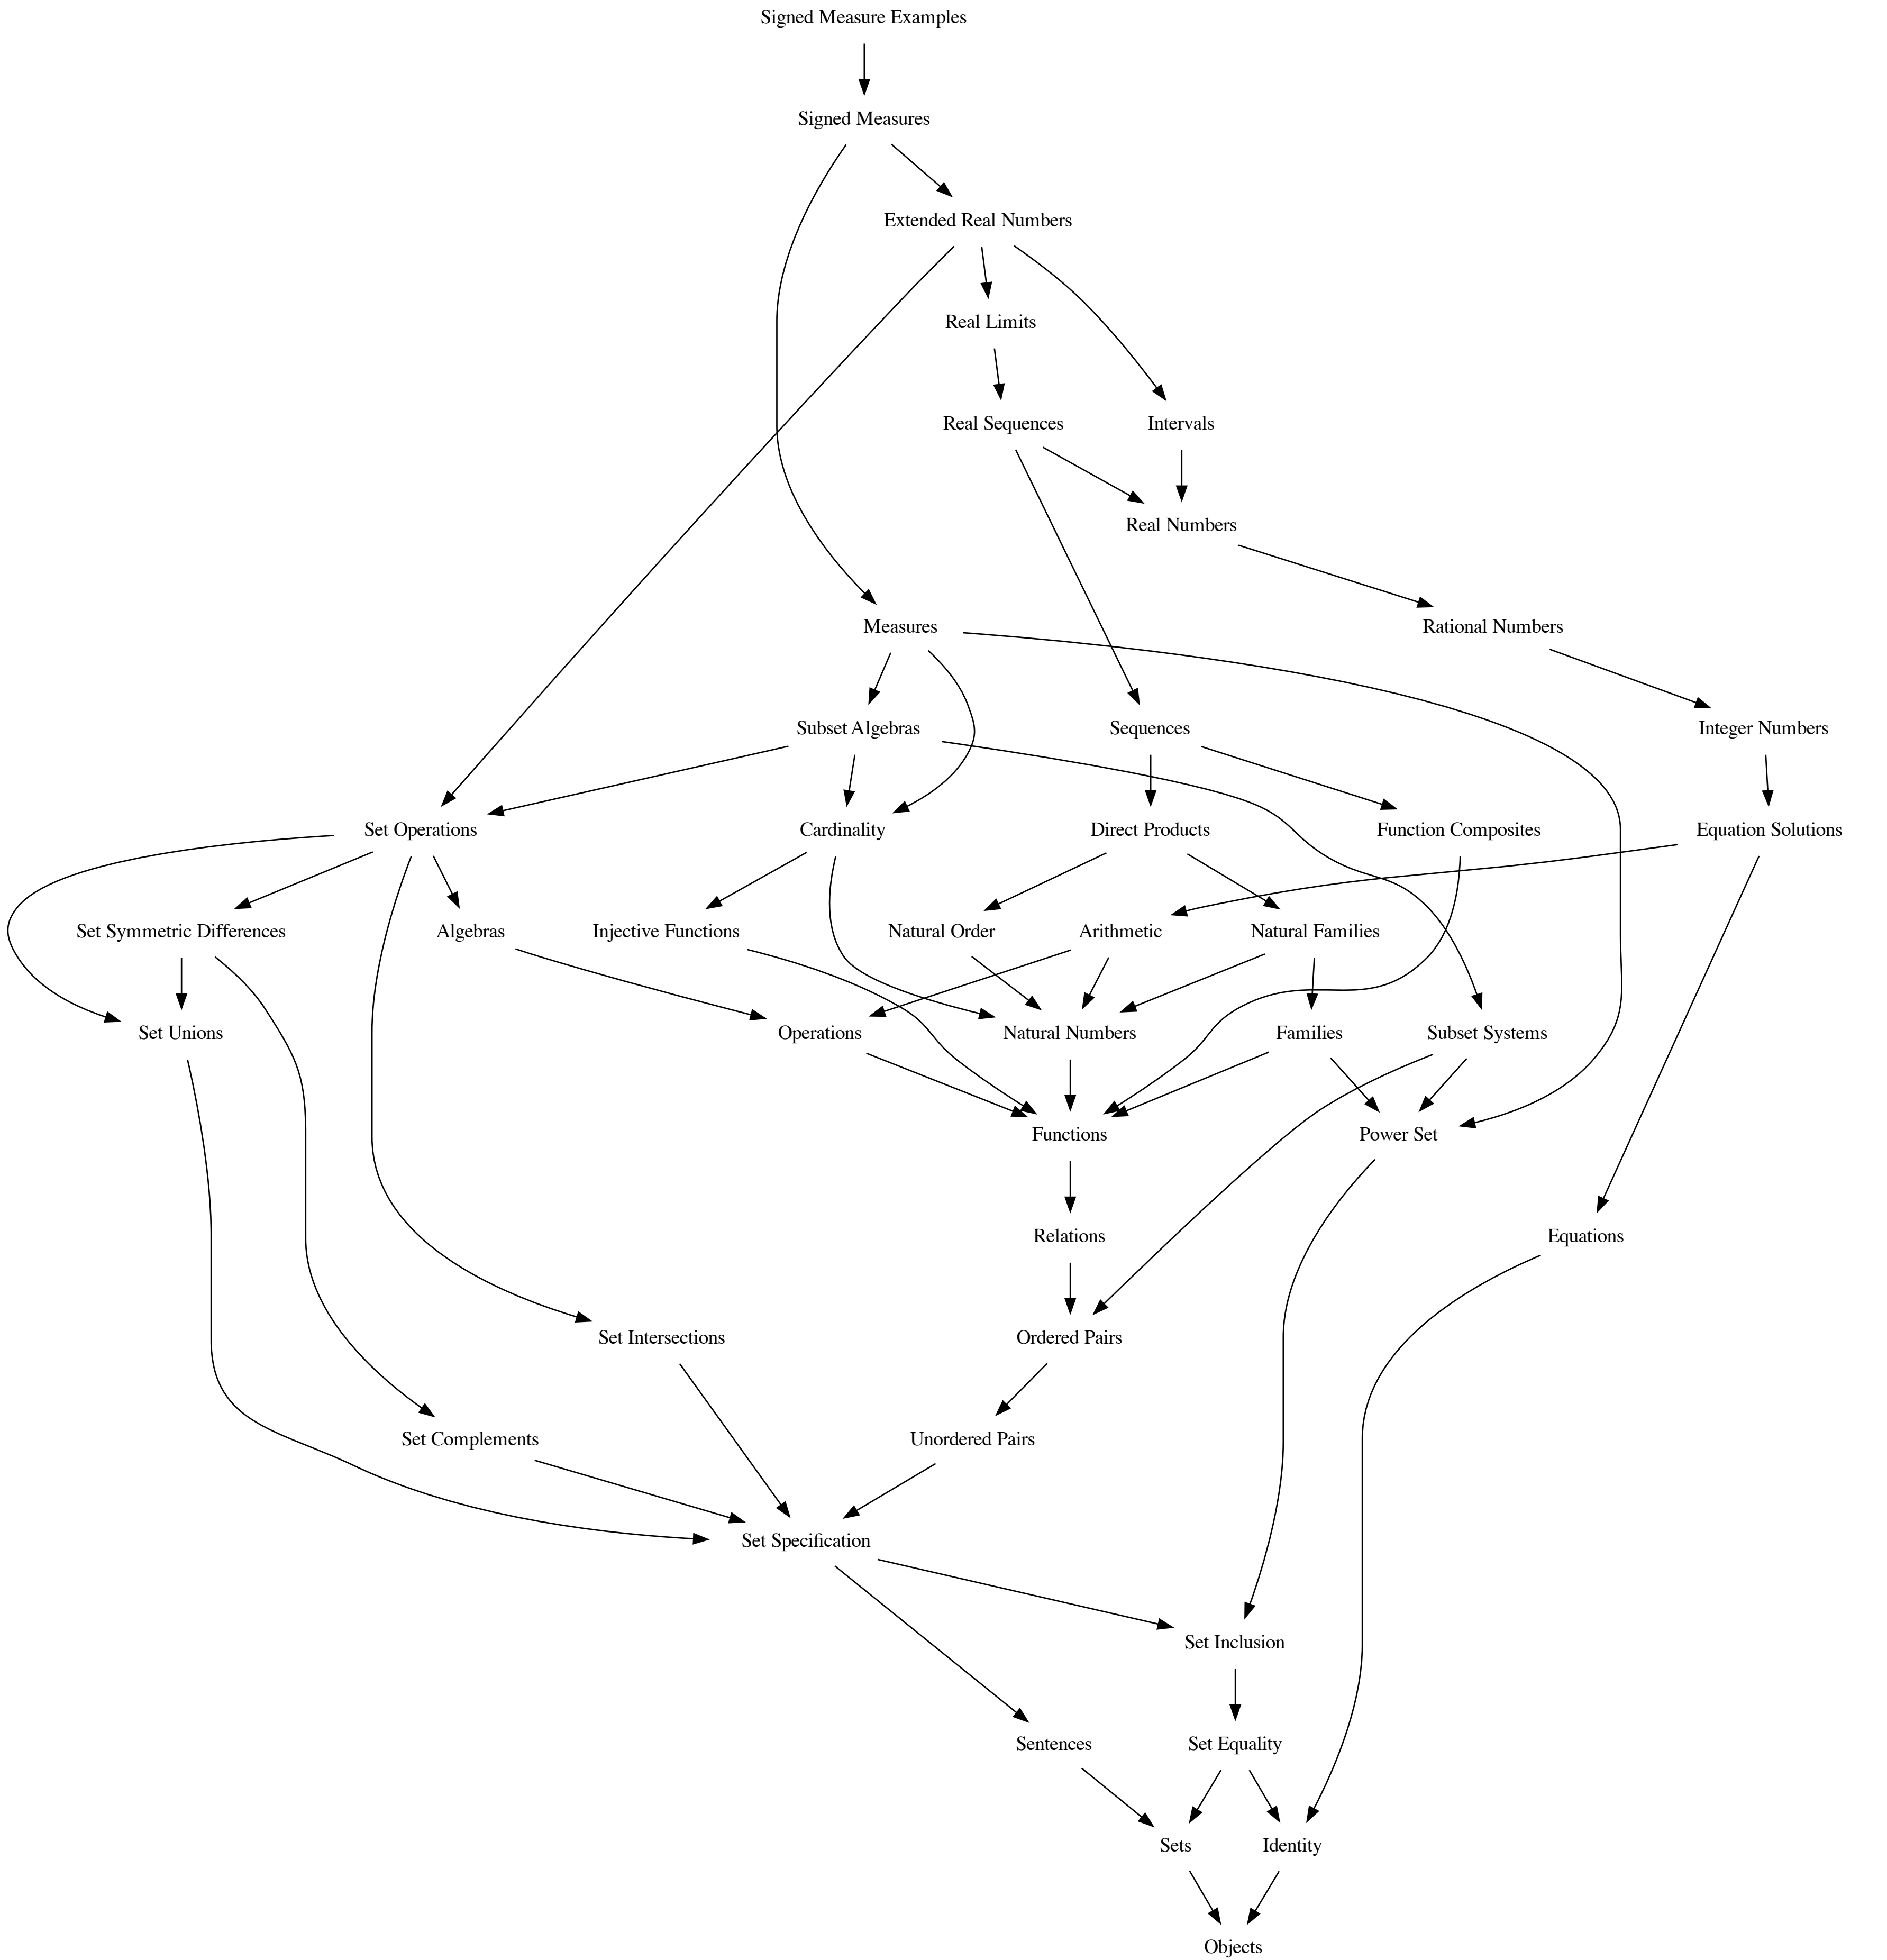 Signed Measure Examples
Signed Measures
Extended Real Numbers
Real Limits
Real Sequences
Intervals
Real Numbers
Measures
Rational Numbers
Subset Algebras
Sequences
Integer Numbers
Set Operations
Cardinality
Direct Products
Function Composites
Equation Solutions
Set Symmetric Differences
Algebras
Injective Functions
Natural Order
Arithmetic
Natural Families
Set Unions
Operations
Natural Numbers
Families
Subset Systems
Functions
Power Set
Relations
Equations
Set Intersections
Ordered Pairs
Set Complements
Unordered Pairs
Set Specification
Set Inclusion
Sentences
Set Equality
Sets
Identity
Objects